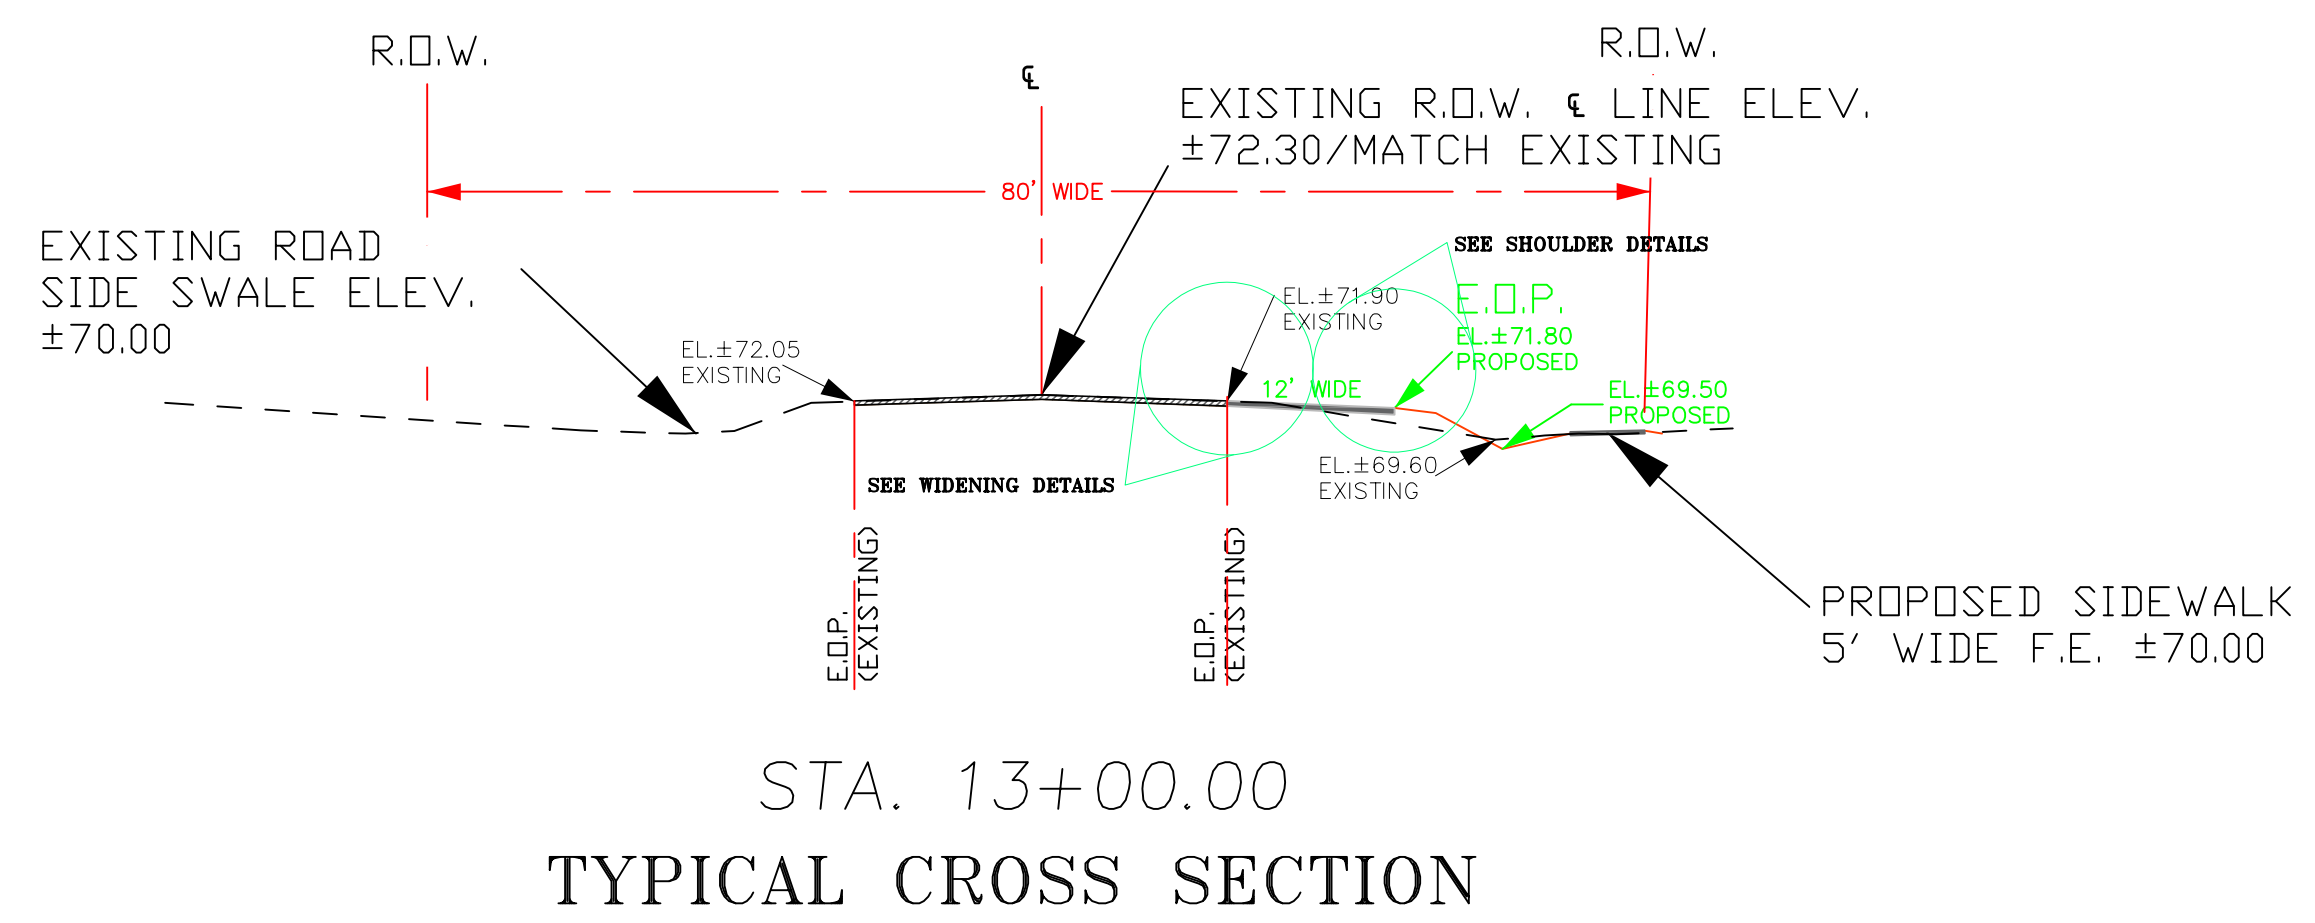 R.O.W.
R.O.W.
℄
EXISTING R.O.W. ℄ LINE ELEV.
±72.30/MATCH EXISTING
80' WIDE
EXISTING ROAD
SIDE SWALE ELEV.
±70.00
SEE SHOULDER DETAILS
EL.±71.90
EXISTING
E.O.P.
EL.±71.80
PROPOSED
EL.±72.05
EXISTING
12' WIDE
EL.±69.50
PROPOSED
EL.±69.60
EXISTING
SEE WIDENING DETAILS
E.O.P.
(EXISTING)
E.O.P.
(EXISTING)
PROPOSED SIDEWALK
5' WIDE F.E. ±70.00
STA. 13+00.00
TYPICAL CROSS SECTION